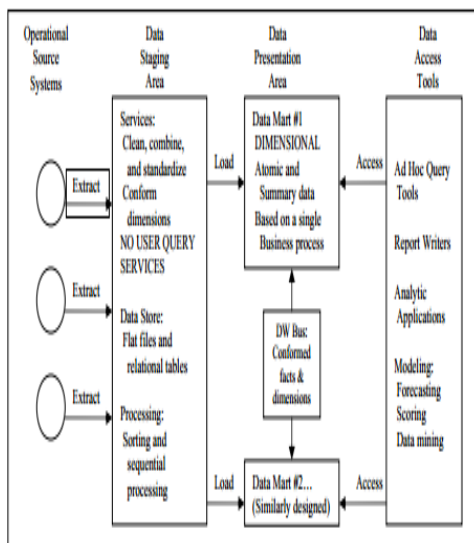 Operational
Source
Systems
Data
Staging
Area
Data
Presentation
Area
Data
Access
Tools
Extract
Extract
Extract
Services:
Clean, combine,
and standardize
Conform
dimensions
NO USER QUERY
SERVICES
Data Store:
Flat files and
relational tables
Processing:
Sorting and
sequential
processing
Load
Load
Data Mart #1
DIMENSIONAL
Atomic and
Summary data
Based on a single
Business process
DW Bus:
Conformed
facts &
dimensions
Data Mart #2...
(Similarly designed)
Access
Access
Ad Hoc Query
Tools
Report Writers
Analytic
Applications
Modeling:
Forecasting
Scoring
Data mining